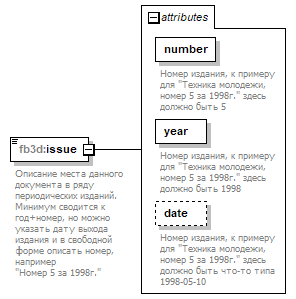 attributes
number
Номер издания, к примеру
для "Техника молодежи,
номер 5 за 1998г." здесь
должно быть 5
year
Номер издания, к примеру
для "Техника молодежи,
номер 5 за 1998г." здесь
должно быть 1998
date
Номер издания, к примеру
для "Техника молодежи,
номер 5 за 1998г." здесь
должно быть что-то типа
1998-05-10
fb3d:issue
Описание места данного
документа в ряду
периодических изданий.
Минимум сводится к
год+номер, но можно
указать дату выхода
издания и в свободной
форме описать номер,
например
"Номер 5 за 1998г."